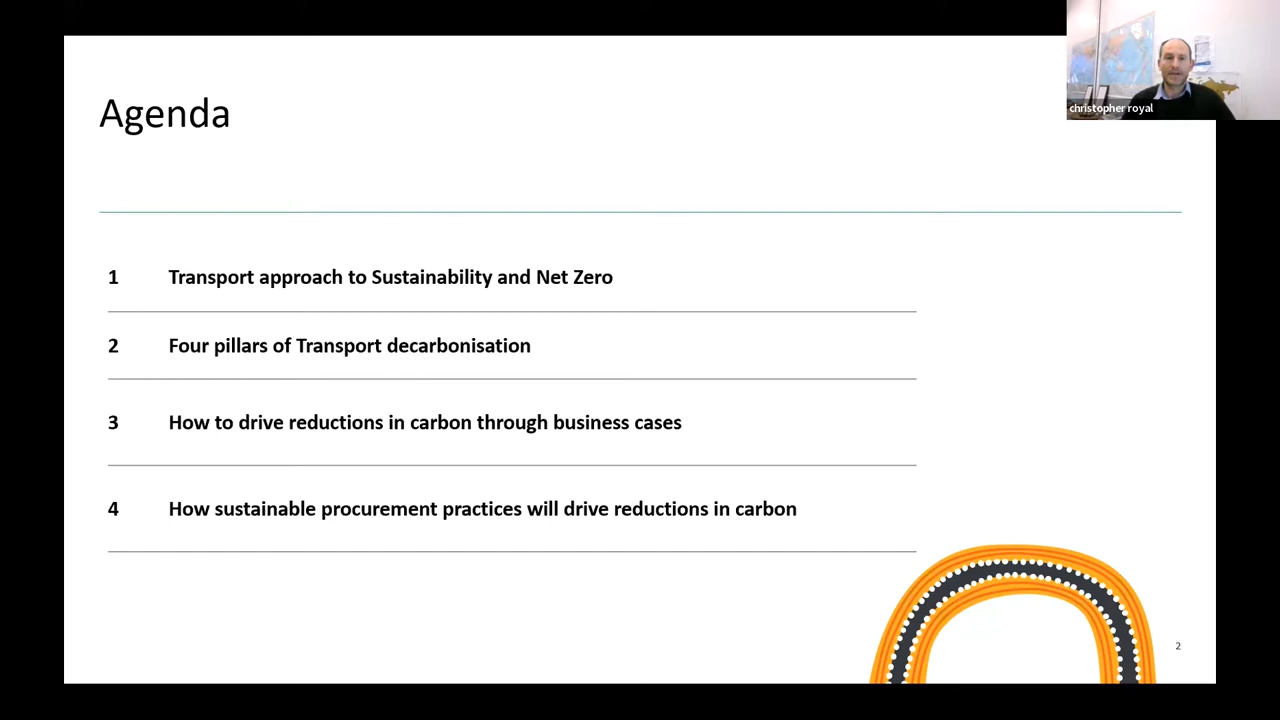 Agenda
christopher royal
1 Transport approach to Sustainability and Net Zero
2 Four pillars of Transport decarbonisation
3 How to drive reductions in carbon through business cases
4 How sustainable procurement practices will drive reductions in carbon
2